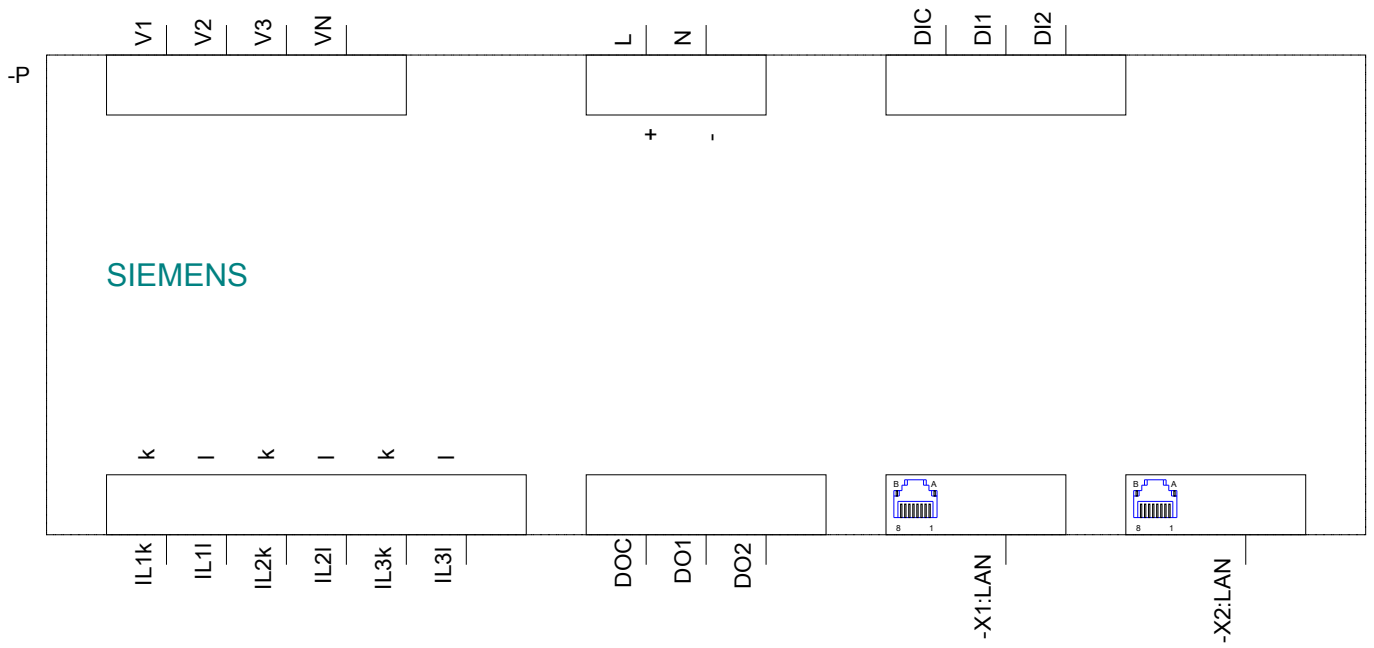 V1 V2 V3 VN L N DIC DI1 DI2
-P
+ -
SIEMENS
k l k l k l
B A B A
8 1 8 1
IL1k IL1l IL2k IL2l IL3k IL3l DOC DO1 DO2 -X1:LAN -X2:LAN